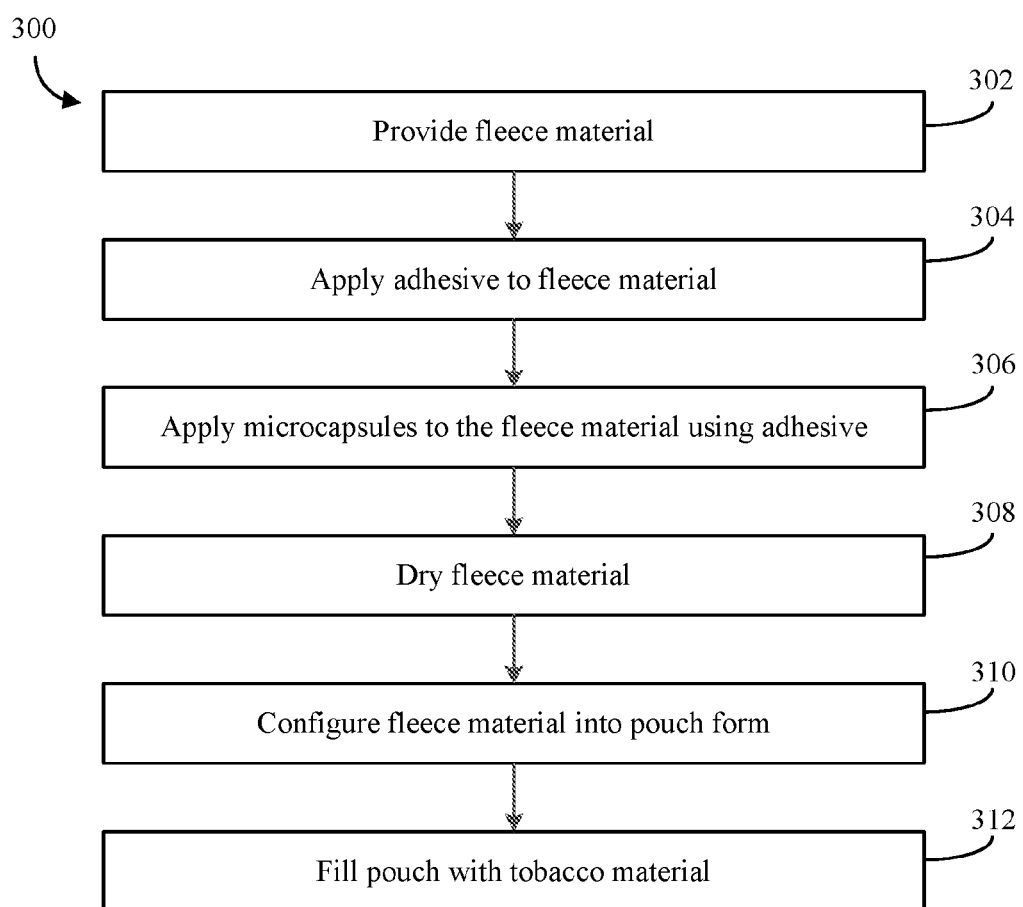 300
302
Provide fleece material
304
Apply adhesive to fleece material
306
Apply microcapsules to the fleece material using adhesive
308
Dry fleece material
310
Configure fleece material into pouch form
312
Fill pouch with tobacco material